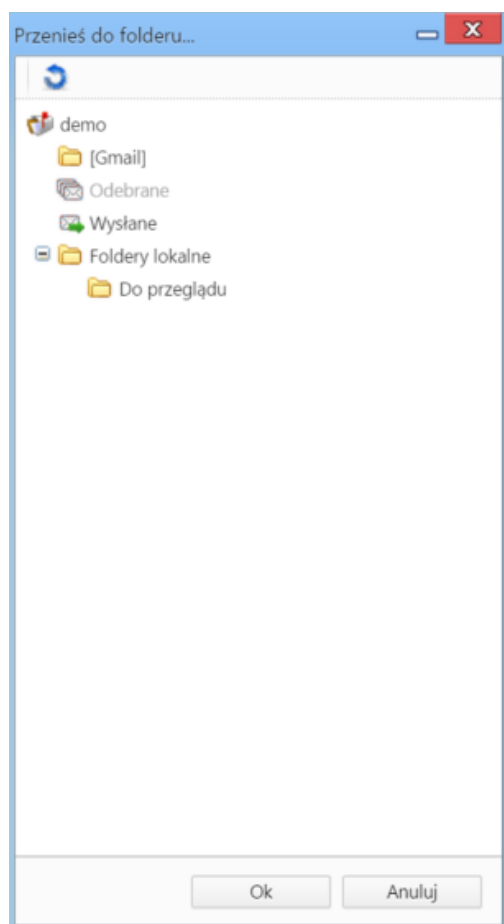 Przenieś do folderu...
demo
[Gmail]
Odebrane
Wysłane
Foldery lokalne
Do przeglądu
Ok Anuluj